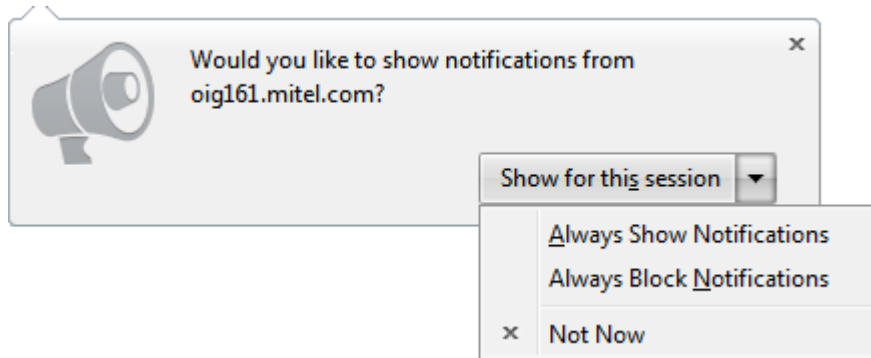 Would you like to show notifications from
oig161.mitel.com?
Show for this session
Always Show Notifications
Always Block Notifications
Not Now